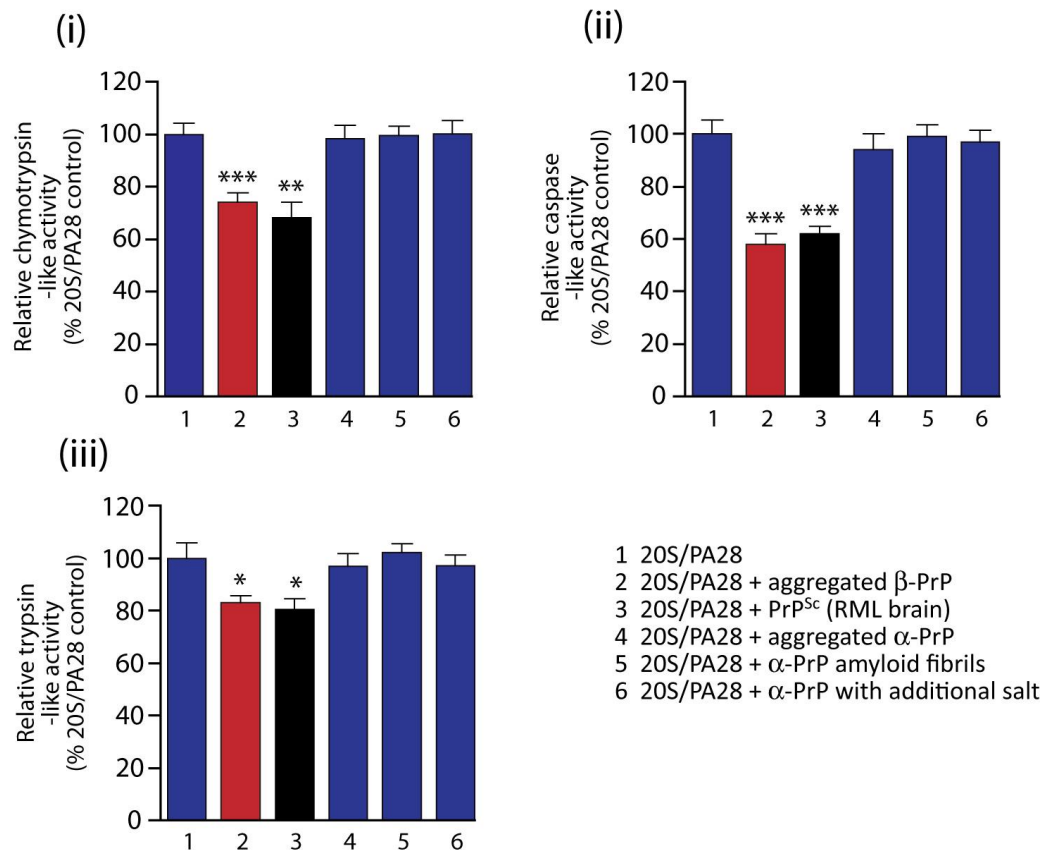 (i)
Relative chymotrypsin
-like activity
(% 20S/PA28 control)
120
100
80
60
40
20
0
***
**
1 2 3 4 5 6
(ii)
Relative caspase
-like activity
(% 20S/PA28 control)
120
100
80
60
40
20
0
***
***
1 2 3 4 5 6
(iii)
Relative trypsin
-like activity
(% 20S/PA28 control)
120
100
80
60
40
20
0
*
*
1 2 3 4 5 6
1 20S/PA28
2 20S/PA28 + aggregated β-PrP
3 20S/PA28 + PrP^Sc (RML brain)
4 20S/PA28 + aggregated α-PrP
5 20S/PA28 + α-PrP amyloid fibrils
6 20S/PA28 + α-PrP with additional salt